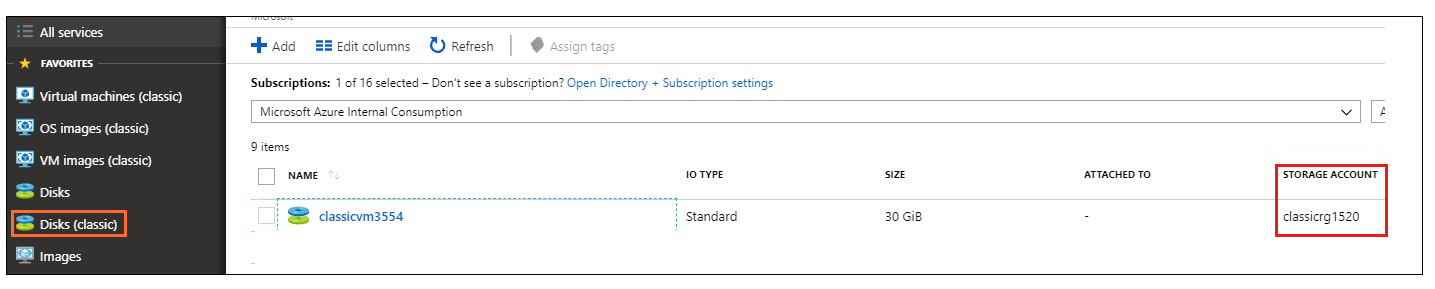 Microsoft
All services
FAVORITES
Virtual machines (classic)
OS images (classic)
VM images (classic)
Disks
Disks (classic)
Images
Add Edit columns Refresh Assign tags
Subscriptions: 1 of 16 selected – Don't see a subscription? Open Directory + Subscription settings
Microsoft Azure Internal Consumption
9 items
NAME IO TYPE SIZE ATTACHED TO STORAGE ACCOUNT
classicvm3554 Standard 30 GiB - classicrg1520